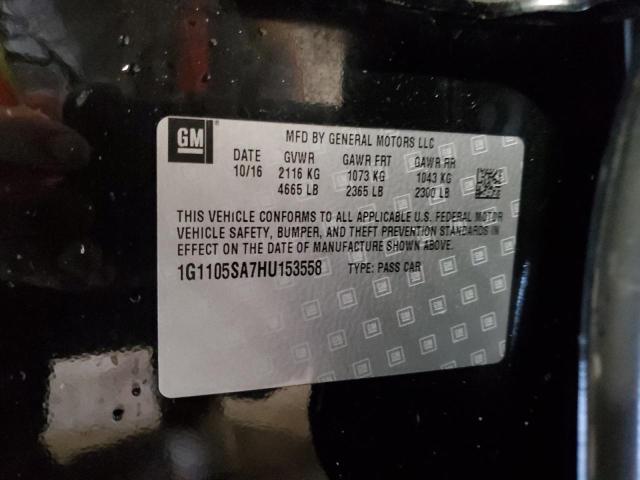 GM
MFD BY GENERAL MOTORS LLC
DATE GVWR GAWR FRT GAWR RR
10/16 2116 KG 1073 KG 1043 KG
4665 LB 2365 LB 2300 LB
THIS VEHICLE CONFORMS TO ALL APPLICABLE U.S. FEDERAL MOTOR
VEHICLE SAFETY, BUMPER, AND THEFT PREVENTION STANDARDS IN
EFFECT ON THE DATE OF MANUFACTURE SHOWN ABOVE.
1G1105SA7HU153558 TYPE: PASS CAR